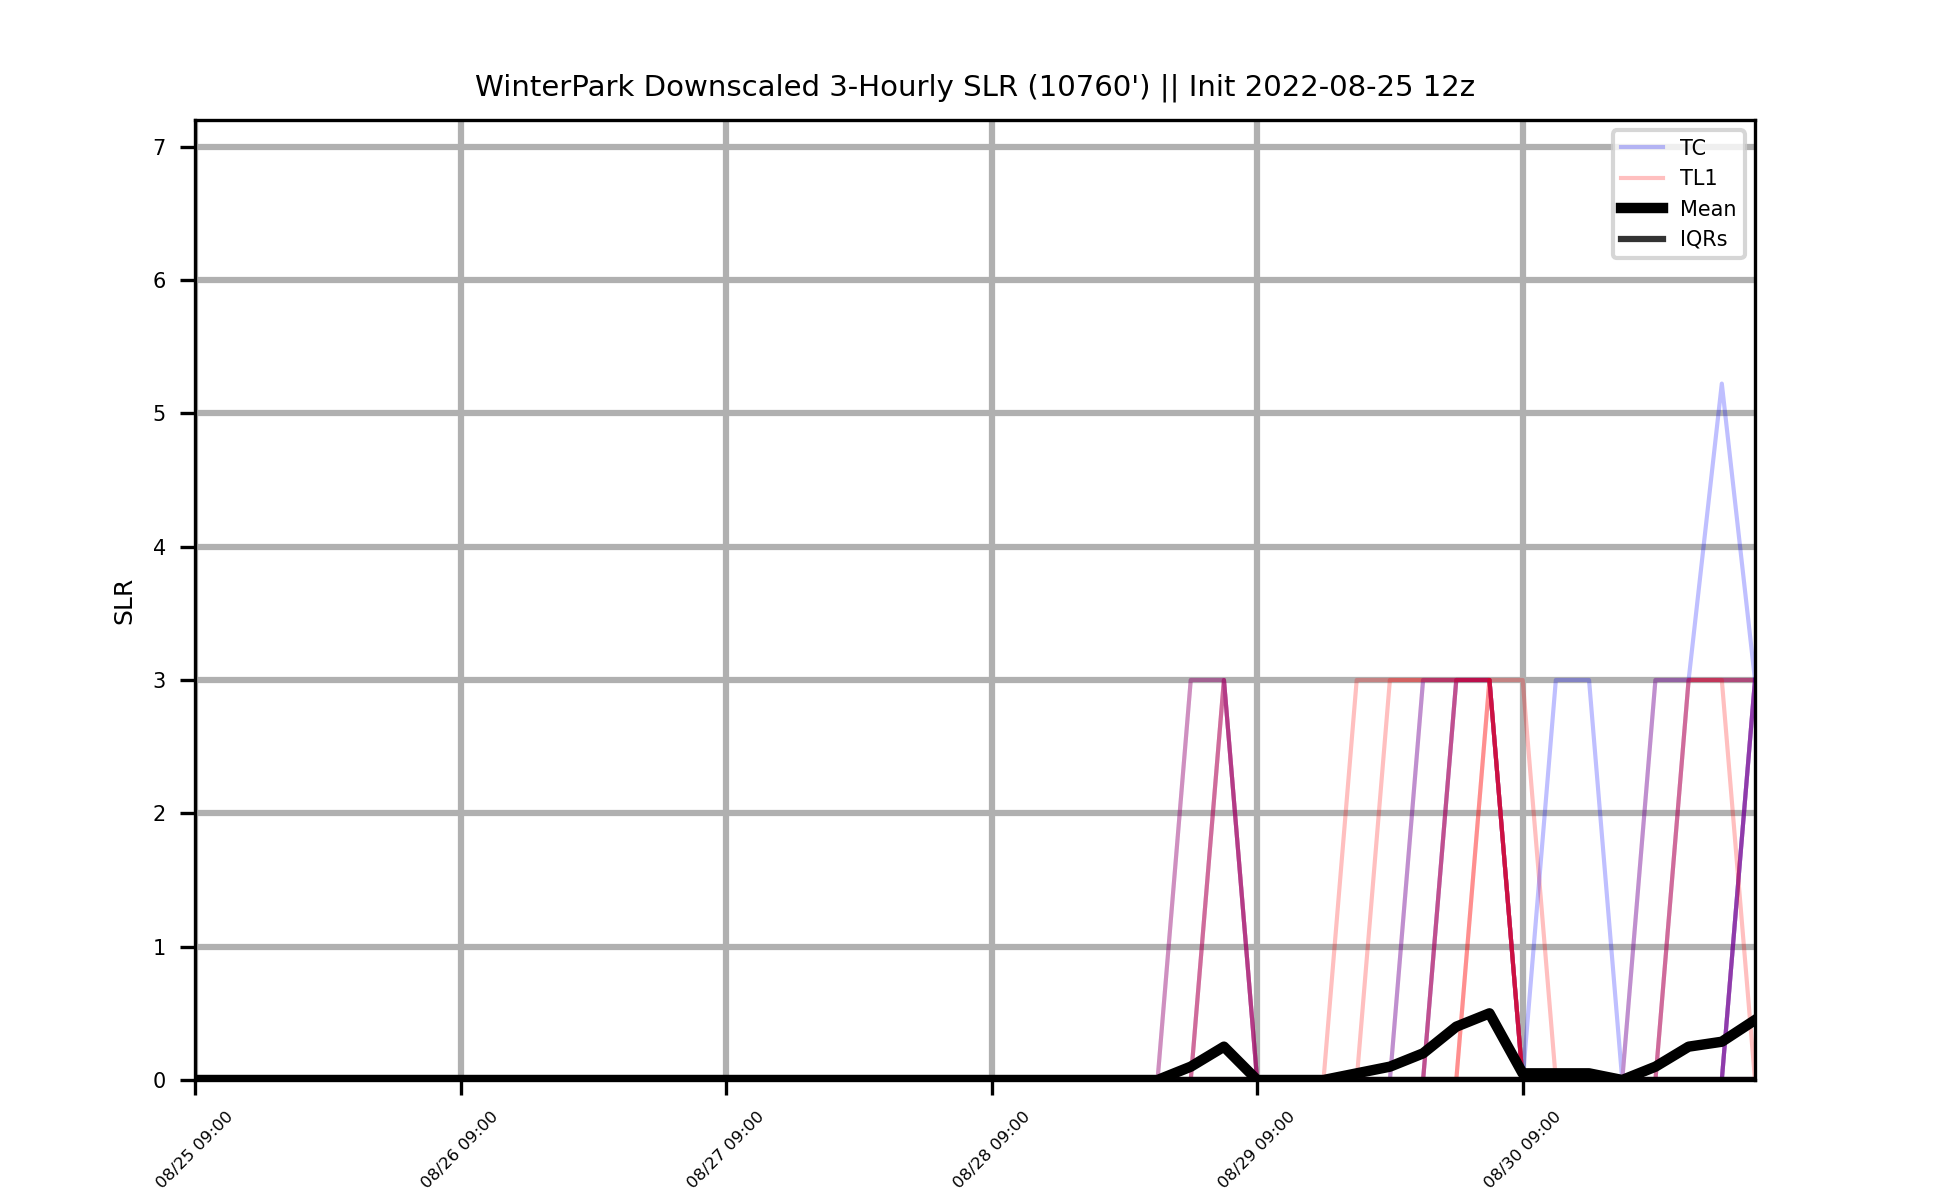 WinterPark Downscaled 3-Hourly SLR (10760') || Init 2022-08-25 12z
TC
TL1
Mean
IQRs
SLR
7
6
5
4
3
2
1
0
08/25 09:00
08/26 09:00
08/27 09:00
08/28 09:00
08/29 09:00
08/30 09:00